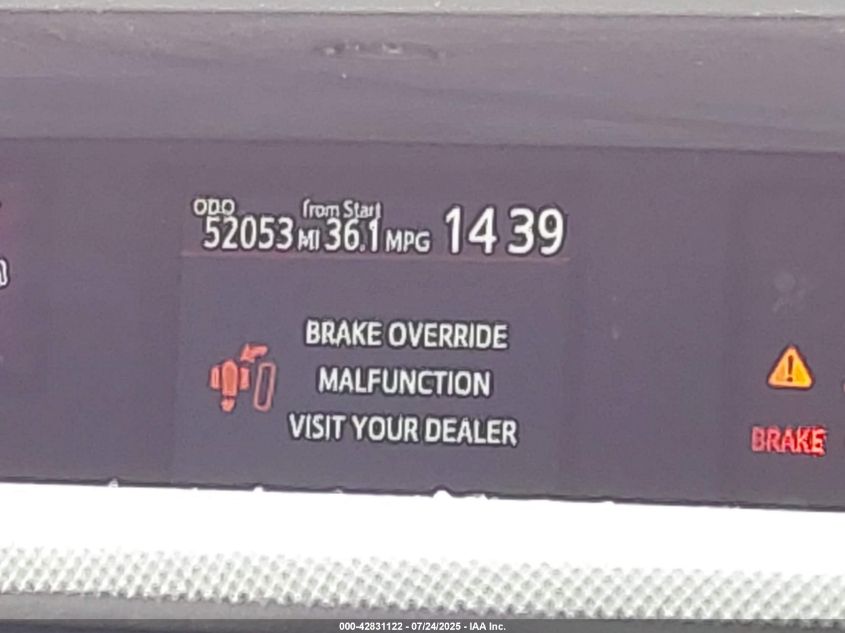 ODO from Start
52053 MI 36.1 MPG 14 39
BRAKE OVERRIDE
MALFUNCTION
VISIT YOUR DEALER
BRAKE
000-42831122 - 07/24/2025 - IAA Inc.